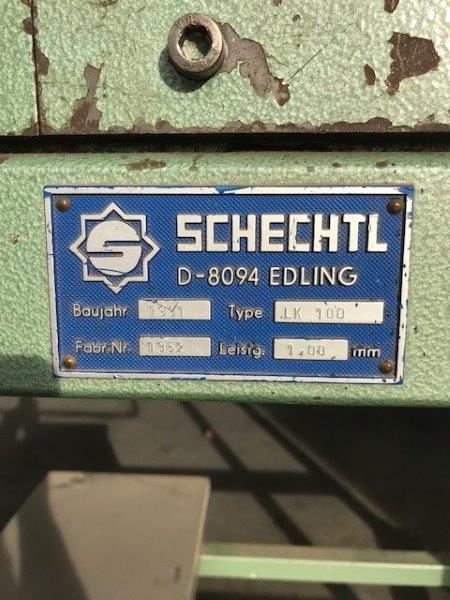 S SCHECHTL
D-8094 EDLING
Baujahr 1991 Type LK 100
Fabr.Nr. 1352 Leistg. 1.00 mm